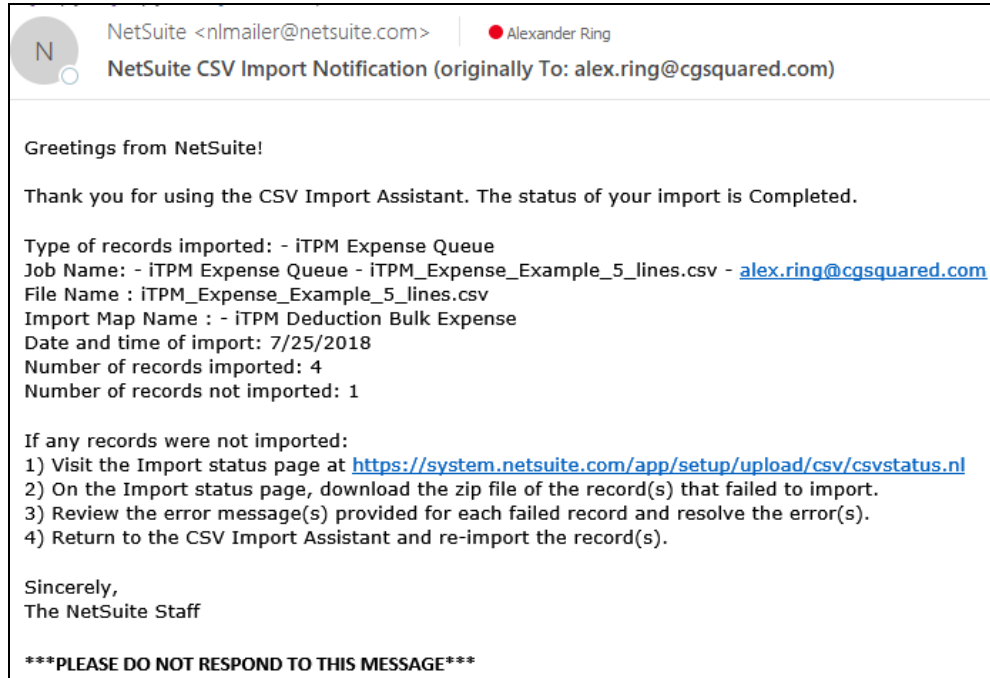 NetSuite <nlmailer@netsuite.com>
Alexander Ring
N
NetSuite CSV Import Notification (originally To: alex.ring@cgsquared.com)
Greetings from NetSuite!
Thank you for using the CSV Import Assistant. The status of your import is Completed.
Type of records imported: - iTPM Expense Queue
Job Name: - iTPM Expense Queue - iTPM_Expense_Example_5_lines.csv - alex.ring@cgsquared.com
File Name : iTPM_Expense_Example_5_lines.csv
Import Map Name : - iTPM Deduction Bulk Expense
Date and time of import: 7/25/2018
Number of records imported: 4
Number of records not imported: 1
If any records were not imported:
1) Visit the Import status page at https://system.netsuite.com/app/setup/upload/csv/csvstatus.nl
2) On the Import status page, download the zip file of the record(s) that failed to import.
3) Review the error message(s) provided for each failed record and resolve the error(s).
4) Return to the CSV Import Assistant and re-import the record(s).
Sincerely,
The NetSuite Staff
***PLEASE DO NOT RESPOND TO THIS MESSAGE***